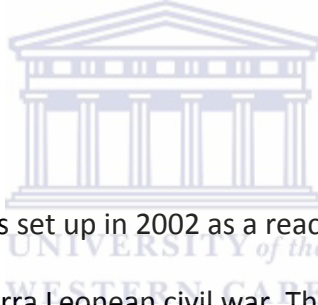 s set up in 2002 as a reac
UNIVERSITY of the
rra Leonean civil war. Th
WESTERN CAPE